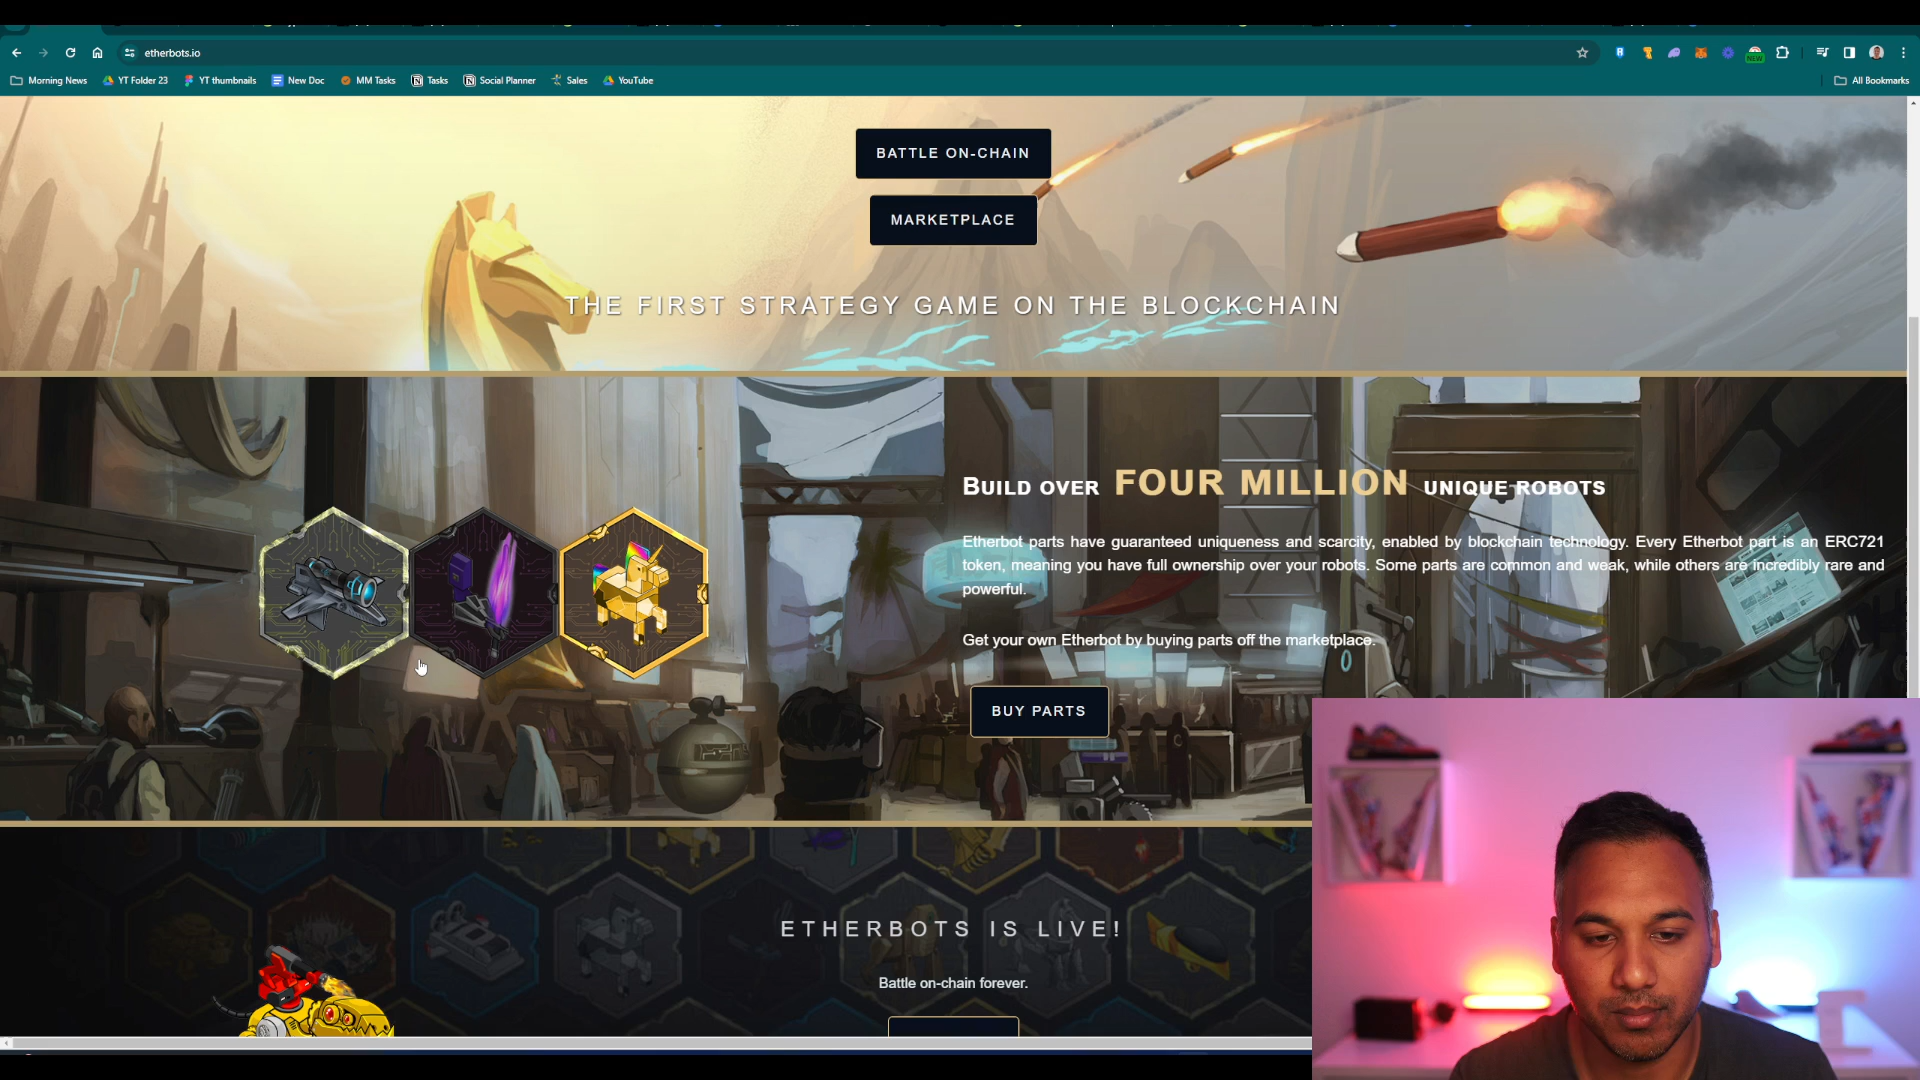 etherbots.io
Morning News
YT Folder 23
YT thumbnails
New Doc
MM Tasks
Tasks
Social Planner
Sales
YouTube
All Bookmarks
NEW
BATTLE ON-CHAIN
MARKETPLACE
THE FIRST STRATEGY GAME ON THE BLOCKCHAIN
BUILD OVER FOUR MILLION UNIQUE ROBOTS
Etherbot parts have guaranteed uniqueness and scarcity, enabled by blockchain technology. Every Etherbot part is an ERC721
token, meaning you have full ownership over your robots. Some parts are common and weak, while others are incredibly rare and
powerful.
Get your own Etherbot by buying parts off the marketplace.
BUY PARTS
ETHERBOTS IS LIVE!
Battle on-chain forever.